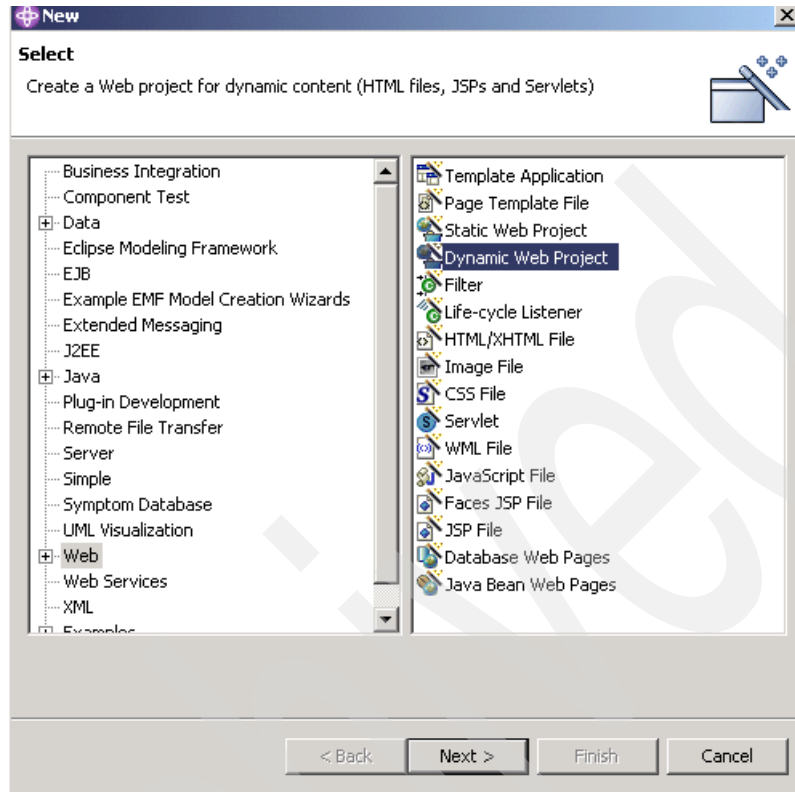 New
Select
Create a Web project for dynamic content (HTML files, JSPs and Servlets)
Business Integration
Component Test
Data
Eclipse Modeling Framework
EJB
Example EMF Model Creation Wizards
Extended Messaging
J2EE
Java
Plug-in Development
Remote File Transfer
Server
Simple
Symptom Database
UML Visualization
Web
Web Services
XML
Examples
Template Application
Page Template File
Static Web Project
Dynamic Web Project
Filter
Life-cycle Listener
HTML/XHTML File
Image File
CSS File
Servlet
WML File
JavaScript File
Faces JSP File
JSP File
Database Web Pages
Java Bean Web Pages
< Back
Next >
Finish
Cancel